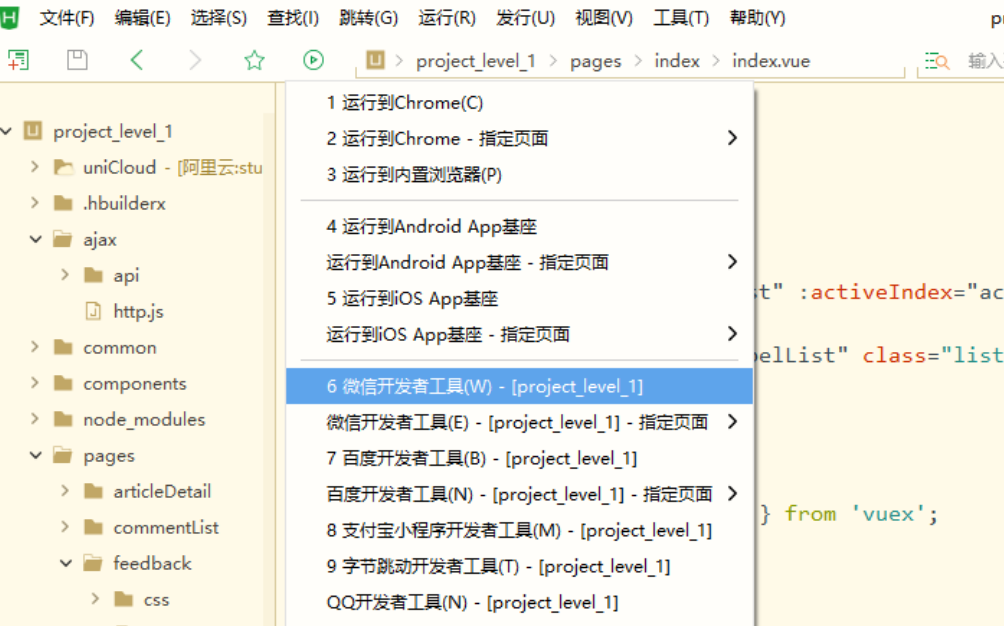 文件(F) 编辑(E) 选择(S) 查找(I) 跳转(G) 运行(R) 发行(U) 视图(V) 工具(T) 帮助(Y)
project_level_1 > pages > index > index.vue 输入
project_level_1
uniCloud - [阿里云:stu
.hbuilderx
ajax
api
http.js
common
components
node_modules
pages
articleDetail
commentList
feedback
css
1 运行到Chrome(C)
2 运行到Chrome - 指定页面
3 运行到内置浏览器(P)
4 运行到Android App基座
运行到Android App基座 - 指定页面
5 运行到iOS App基座
运行到iOS App基座 - 指定页面
6 微信开发者工具(W) - [project_level_1]
微信开发者工具(E) - [project_level_1] - 指定页面
7 百度开发者工具(B) - [project_level_1]
百度开发者工具(N) - [project_level_1] - 指定页面
8 支付宝小程序开发者工具(M) - [project_level_1]
9 字节跳动开发者工具(T) - [project_level_1]
QQ开发者工具(N) - [project_level_1]
st" :activeIndex="ac
elList" class="list
} from 'vuex';